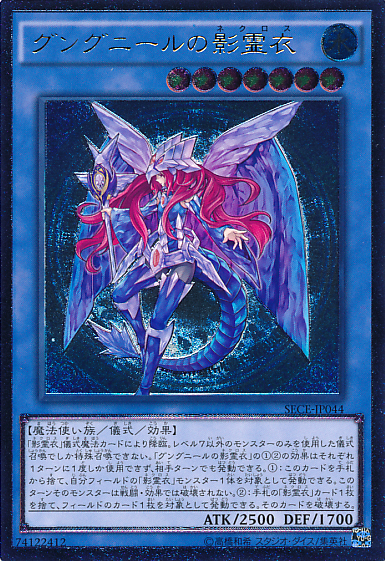 グングニールの影霊衣
ネクロス
SECE-JP044
【魔法使い族／儀式／効果】
「影霊衣」儀式魔法カードにより降臨。レベル7以外のモンスターのみを使用した儀式
召喚でしか特殊召喚できない。「グングニールの影霊衣」の①②の効果はそれぞれ
1ターンに1度しか使用できず、相手ターンでも発動できる。①：このカードを手札
から捨て、自分フィールドの「影霊衣」モンスター1体を対象として発動できる。この
ターンそのモンスターは戦闘・効果では破壊されない。②：手札の「影霊衣」カード1枚
を捨て、フィールドのカード1枚を対象として発動できる。そのカードを破壊する。
ATK/2500 DEF/1700
74122412
©高橋和希 スタジオ・ダイス/集英社